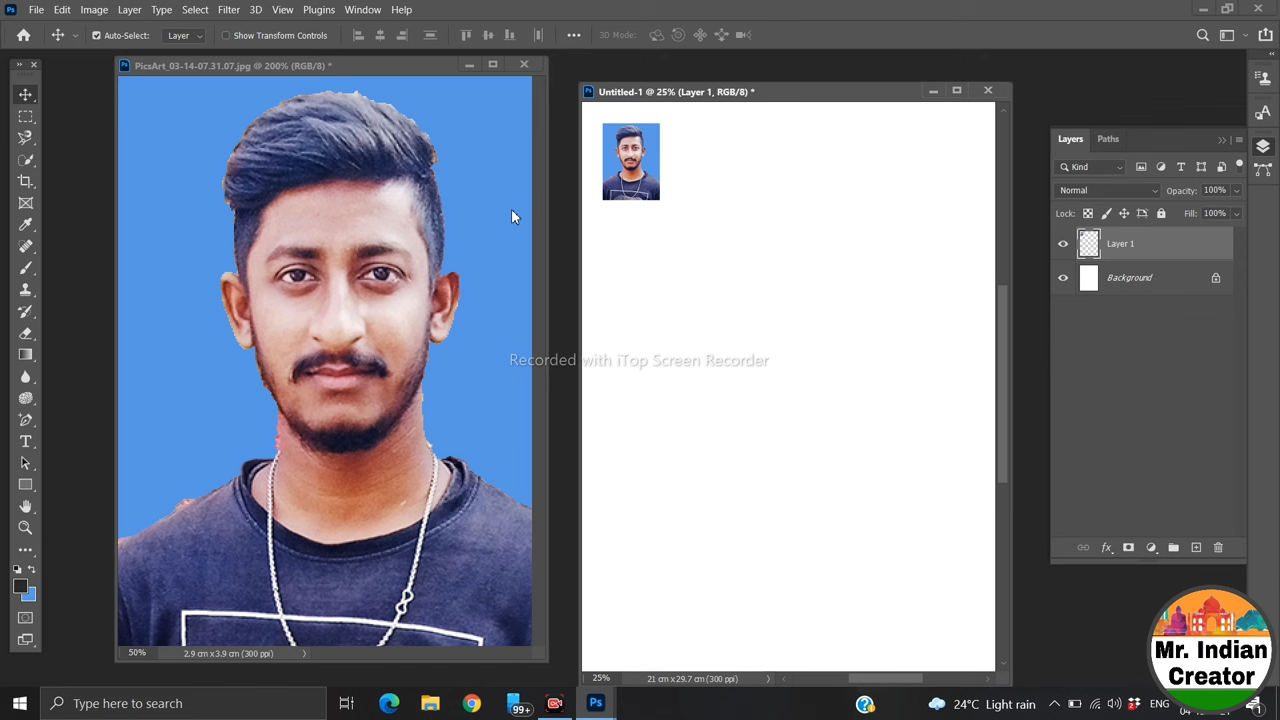 Ps File Edit Image Layer Type Select Filter 3D View Plugins Window Help
Auto-Select: Layer Show Transform Controls 3D Mode:
PicsArt_03-14-07.31.07.jpg @ 200% (RGB/8) *
Untitled-1 @ 25% (Layer 1, RGB/8) *
Layers Paths
Kind
Normal Opacity: 100%
Lock: Fill: 100%
Layer 1
Background
Recorded with iTop Screen Recorder
50% 2.9 cm x 3.9 cm (300 ppi)
25% 21 cm x 29.7 cm (300 ppi)
Mr. Indian
Creator
Type here to search
99+
Ps
24°C Light rain
ENG